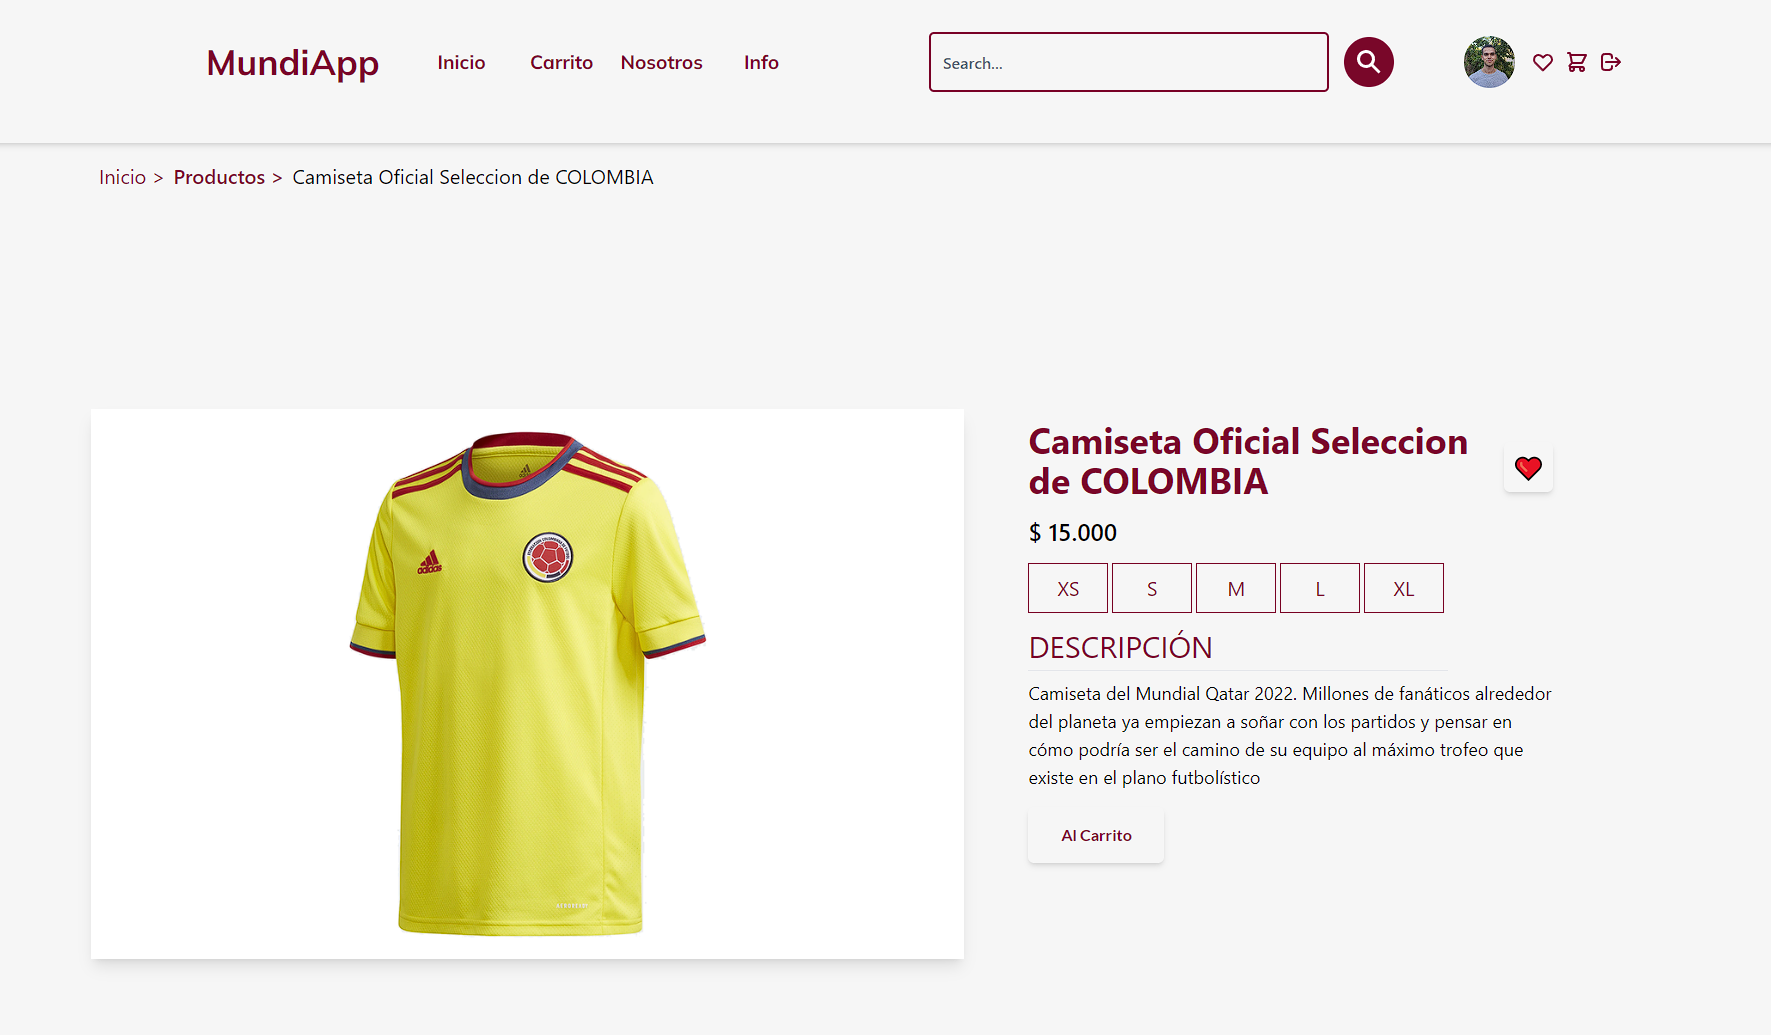 MundiApp
Inicio
Carrito
Nosotros
Info
Search...
Inicio > Productos > Camiseta Oficial Seleccion de COLOMBIA
adidas
Camiseta Oficial Seleccion
de COLOMBIA
$ 15.000
XS
S
M
L
XL
DESCRIPCIÓN
Camiseta del Mundial Qatar 2022. Millones de fanáticos alrededor
del planeta ya empiezan a soñar con los partidos y pensar en
cómo podría ser el camino de su equipo al máximo trofeo que
existe en el plano futbolístico
Al Carrito